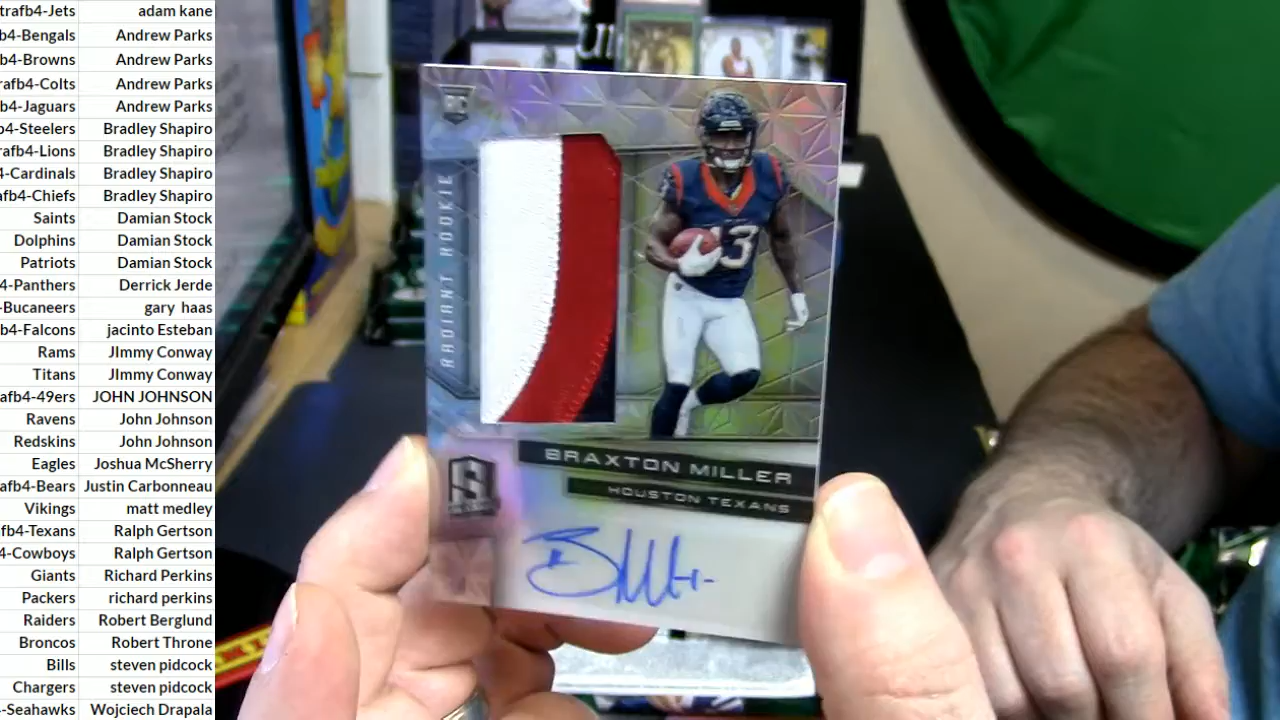 trafb4-Jets adam kane
fb4-Bengals Andrew Parks
fb4-Browns Andrew Parks
rafb4-Colts Andrew Parks
fb4-Jaguars Andrew Parks
b4-Steelers Bradley Shapiro
rafb4-Lions Bradley Shapiro
4-Cardinals Bradley Shapiro
afb4-Chiefs Bradley Shapiro
Saints Damian Stock
Dolphins Damian Stock
Patriots Damian Stock
4-Panthers Derrick Jerde
-Bucaneers gary haas
b4-Falcons jacinto Esteban
Rams JImmy Conway
Titans JImmy Conway
afb4-49ers JOHN JOHNSON
Ravens John Johnson
Redskins John Johnson
Eagles Joshua McSherry
afb4-Bears Justin Carbonneau
Vikings matt medley
fb4-Texans Ralph Gertson
4-Cowboys Ralph Gertson
Giants Richard Perkins
Packers richard perkins
Raiders Robert Berglund
Broncos Robert Throne
Bills steven pidcock
Chargers steven pidcock
-Seahawks Wojciech Drapala
RC
RADIANT ROOKIE
13
BRAXTON MILLER
HOUSTON TEXANS